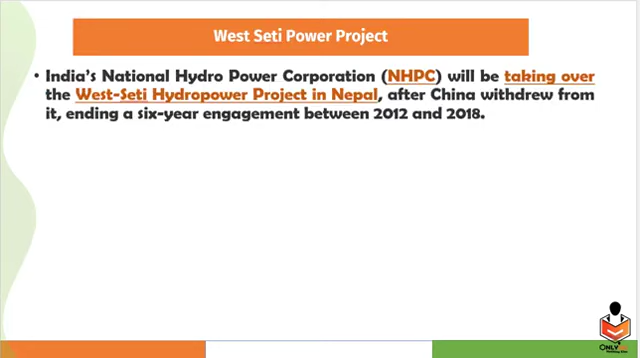 West Seti Power Project
• India's National Hydro Power Corporation (NHPC) will be taking over
the West-Seti Hydropower Project in Nepal, after China withdrew from
it, ending a six-year engagement between 2012 and 2018.